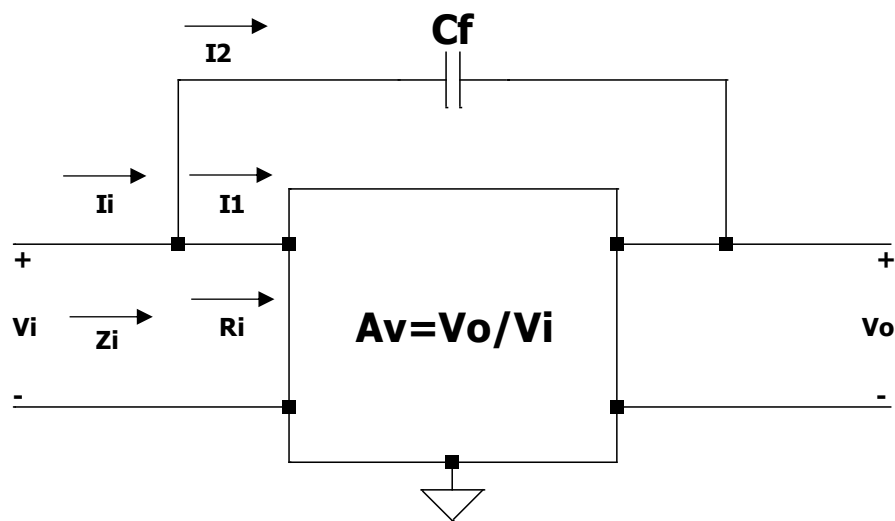 Cf
I2
Ii
I1
+
+
Vi
Zi
Ri
Av=Vo/Vi
Vo
-
-